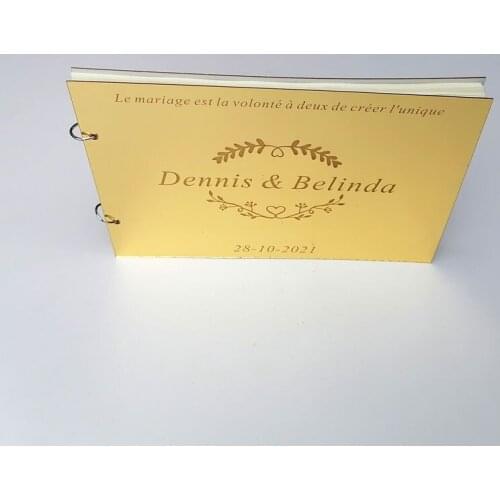 Le mariage est la volonté à deux de créer l'unique
Dennis & Belinda
28-10-2021